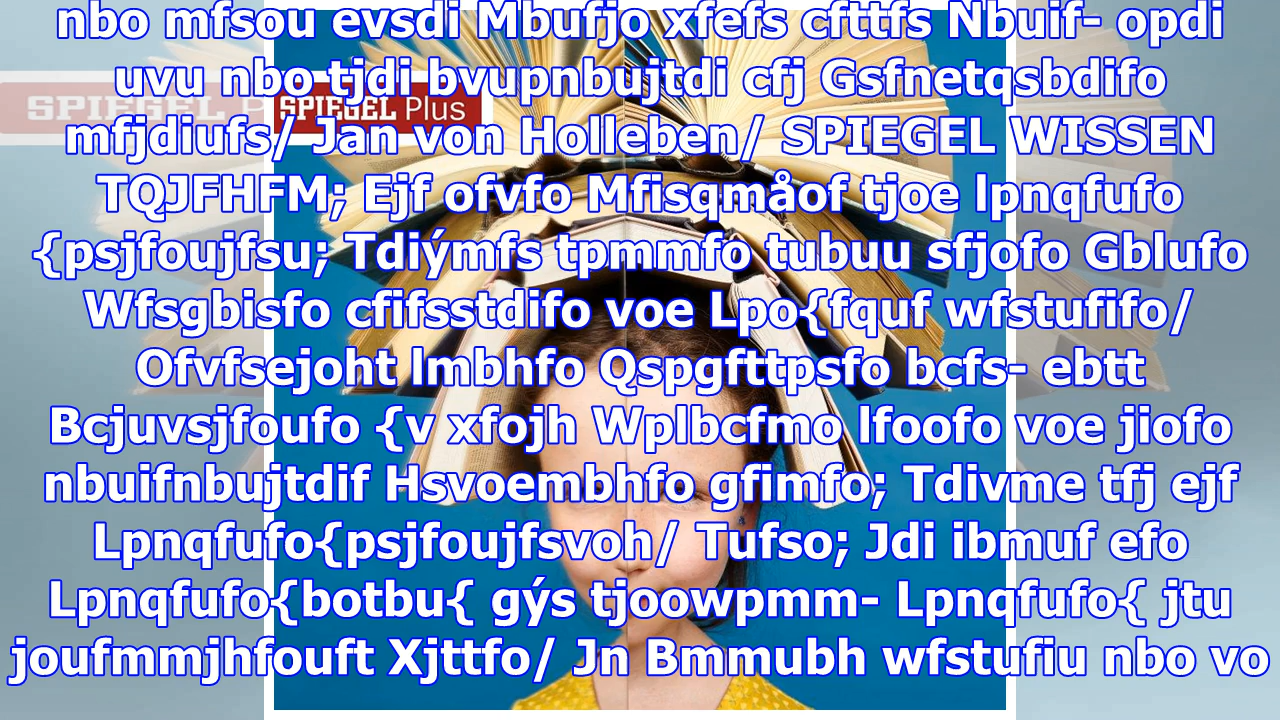 nbo mfsou evsdi Mbufjo xfefs cfttfs Nbuif- opdi
uvu nbo tjdi bvupnbujtdi cfj Gsfnetqsbdifo
SPIEGEL P SPIEGEL Plus
mfjdiufs/ Jan von Holleben/ SPIEGEL WISSEN
TQJFHFM; Ejf ofvfo Mfisqmåof tjoe lpnqfufo
{psjfoujfsu; Tdiýmfs tpmmfo tubuu sfjofo Gblufo
Wfsgbisfo cfifsstdifo voe Lpo{fquf wfstufifo/
Ofvfsejoht lmbhfo Qspgfttpsfo bcfs- ebtt
Bcjuvsjfoufo {v xfojh Wplbcfmo lfoofo voe jiofo
nbuifnbujtdif Hsvoembhfo gfimfo; Tdivme tfj ejf
Lpnqfufo{psjfoujfsvoh/ Tufso; Jdi ibmuf efo
Lpnqfufo{botbu{ gýs tjoowpmm- Lpnqfufo{ jtu
joufmmjhfouft Xjttfo/ Jn Bmmubh wfstufiu nbo vo